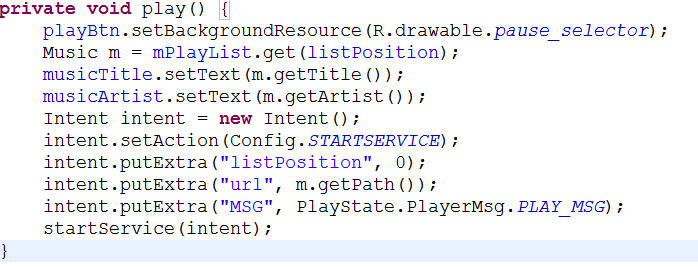 private void play() {
playBtn.setBackgroundResource(R.drawable.pause_selector);
Music m = mPlayList.get(listPosition);
musicTitle.setText(m.getTitle());
musicArtist.setText(m.getArtist());
Intent intent = new Intent();
intent.setAction(Config.STARTSERVICE);
intent.putExtra("listPosition", 0);
intent.putExtra("url", m.getPath());
intent.putExtra("MSG", PlayState.PlayerMsg.PLAY_MSG);
startService(intent);
}